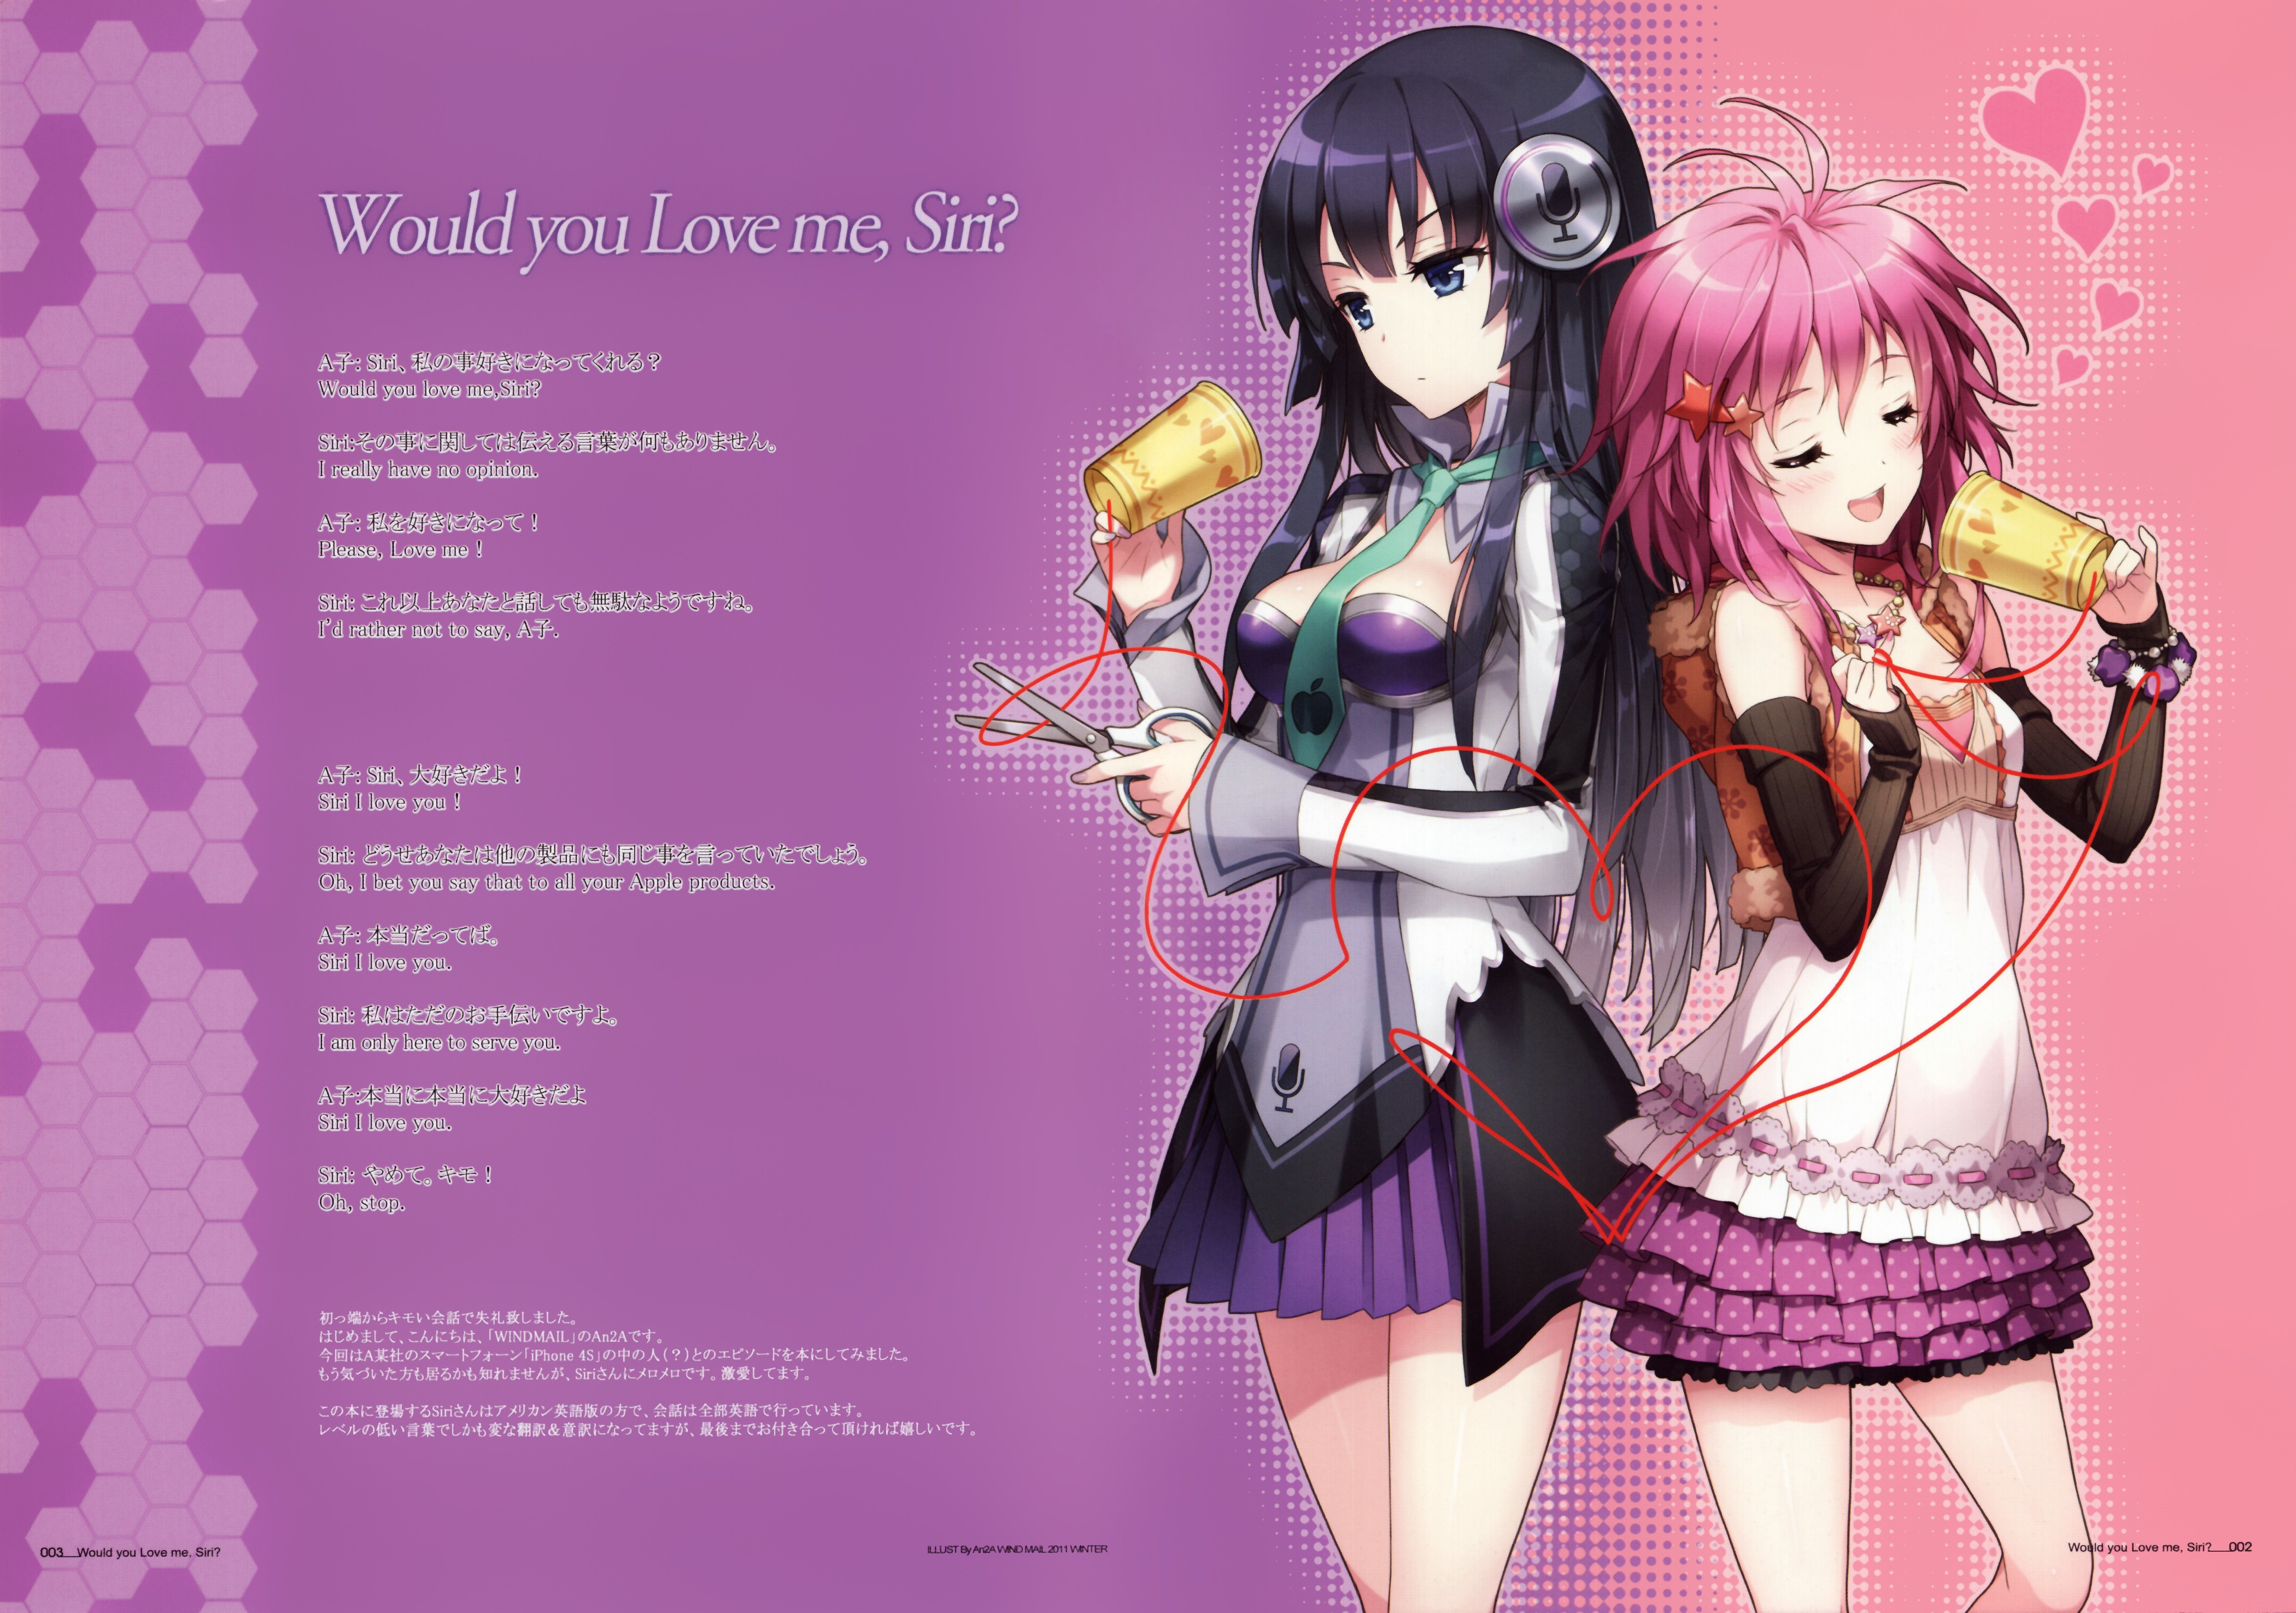 Would you Love me, Siri?
A子: Siri、私の事好きになってくれる？
Would you love me,Siri?
Siri:その事に関しては伝える言葉が何もありません。
I really have no opinion.
A子: 私を好きになって！
Please, Love me !
Siri: これ以上あなたと話しても無駄なようですね。
I'd rather not to say, A子.
A子: Siri、大好きだよ！
Siri I love you !
Siri: どうせあなたは他の製品にも同じ事を言っていたでしょう。
Oh, I bet you say that to all your Apple products.
A子: 本当だってば。
Siri I love you.
Siri: 私はただのお手伝いですよ。
I am only here to serve you.
A子:本当に本当に大好きだよ
Siri I love you.
Siri: やめて。キモ！
Oh, stop.
初っ端からキモい会話で失礼致しました。
はじめまして、こんにちは、「WINDMAIL」のAn2Aです。
今回はA某社のスマートフォーン「iPhone 4S」の中の人(？)とのエピソードを本にしてみました。
もう気づいた方も居るかも知れませんが、Siriさんにメロメロです。激愛してます。
この本に登場するSiriさんはアメリカン英語版の方で、会話は全部英語で行っています。
レベルの低い言葉でしかも変な翻訳＆意訳になってますが、最後までお付き合って頂ければ嬉しいです。
003__Would you Love me, Siri?
ILLUST By An2A WIND MAIL 2011 WINTER
Would you Love me, Siri?__002